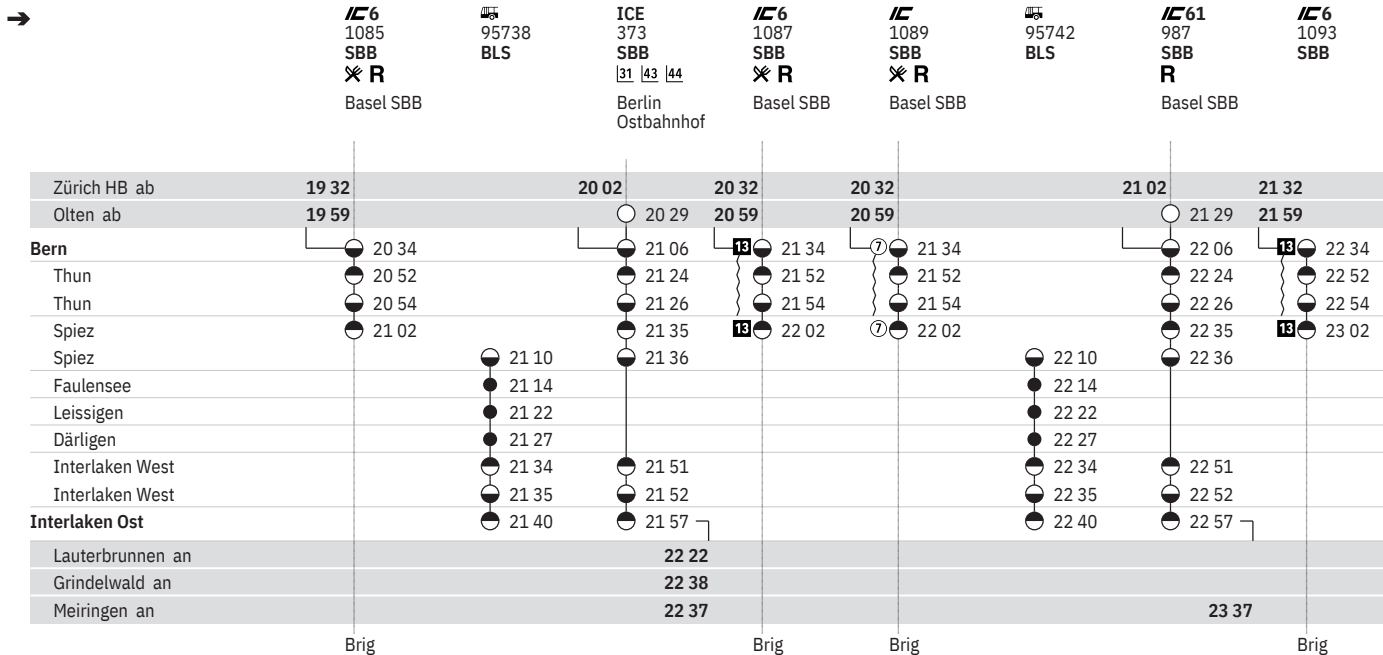 ➔ IC6 ICE IC6 IC IC61 IC6
1085 95738 373 1087 1089 95742 987 1093
SBB BLS SBB SBB SBB BLS SBB SBB
R 31 43 44 R R R
Basel SBB Berlin Basel SBB Basel SBB Basel SBB
Ostbahnhof
Zürich HB ab 19 32 20 02 20 32 20 32 21 02 21 32
Olten ab 19 59 20 29 20 59 20 59 21 29 21 59
Bern 20 34 21 06 13 21 34 7 21 34 22 06 13 22 34
Thun 20 52 21 24 21 52 21 52 22 24 22 52
Thun 20 54 21 26 21 54 21 54 22 26 22 54
Spiez 21 02 21 35 13 22 02 7 22 02 22 35 13 23 02
Spiez 21 10 21 36 22 10 22 36
Faulensee 21 14 22 14
Leissigen 21 22 22 22
Därligen 21 27 22 27
Interlaken West 21 34 21 51 22 34 22 51
Interlaken West 21 35 21 52 22 35 22 52
Interlaken Ost 21 40 21 57 22 40 22 57
Lauterbrunnen an 22 22
Grindelwald an 22 38
Meiringen an 22 37 23 37
Brig Brig Brig Brig